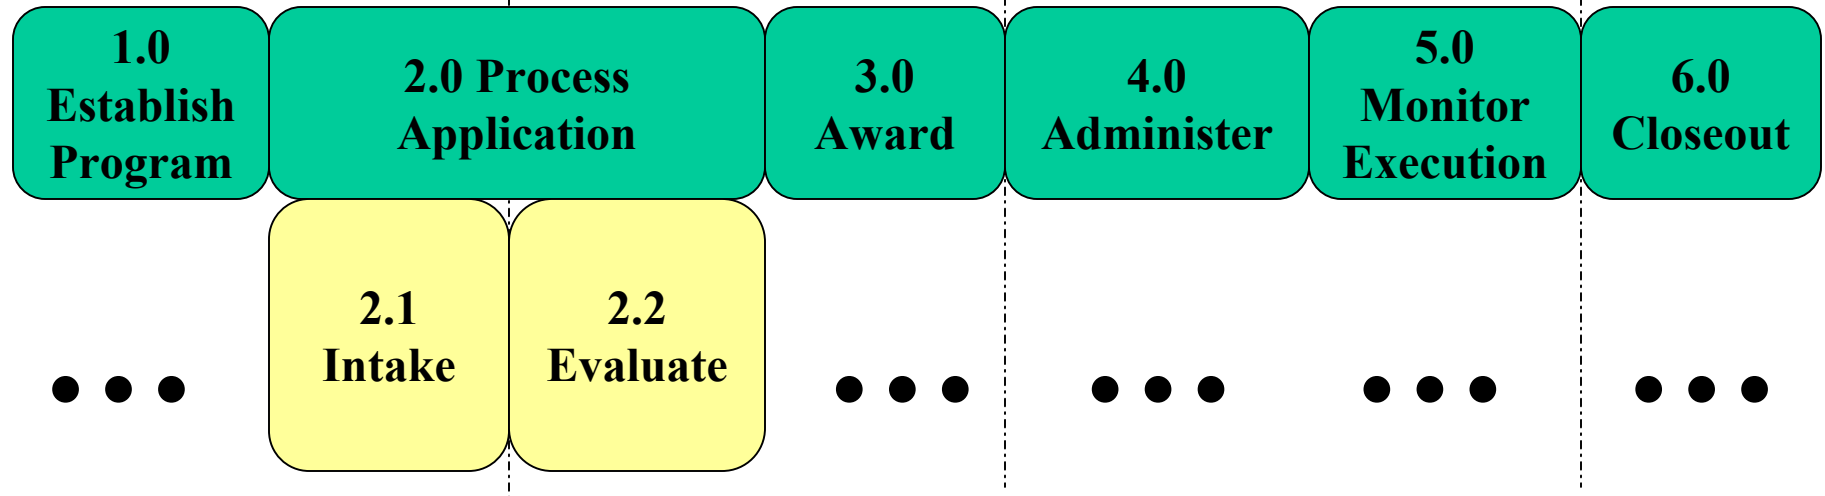 1.0
Establish
Program
2.0 Process
Application
3.0
Award
4.0
Administer
5.0
Monitor
Execution
6.0
Closeout
2.1
Intake
2.2
Evaluate
● ● ●
● ● ●
● ● ●
● ● ●
● ● ●